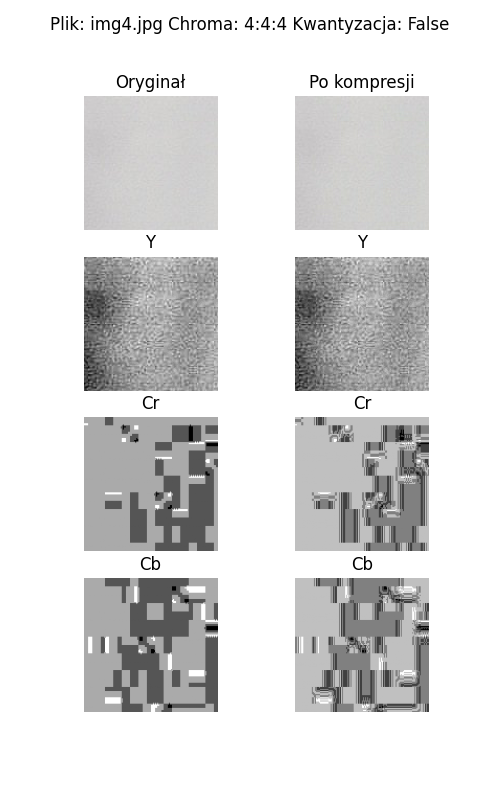 Plik: img4.jpg Chroma: 4:4:4 Kwantyzacja: False
Oryginał Po kompresji
Y Y
Cr Cr
Cb Cb